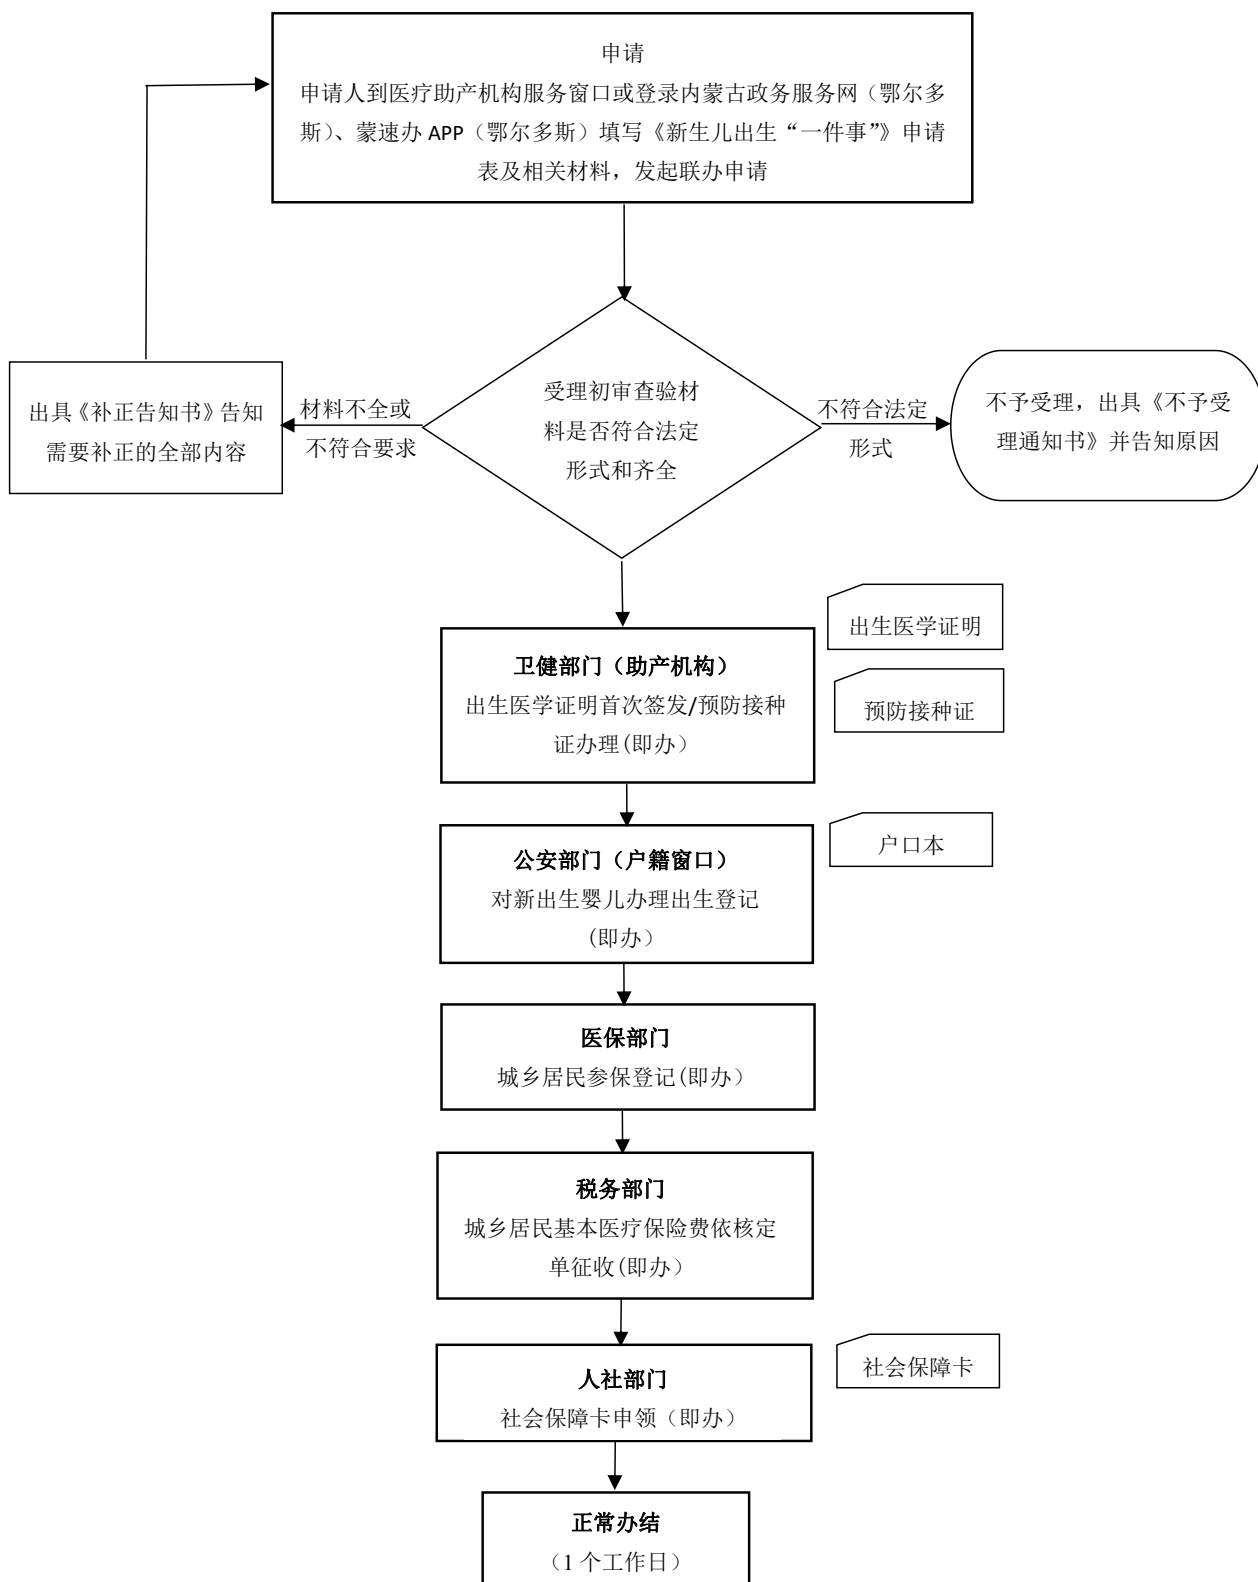 申请
申请人到医疗助产机构服务窗口或登录内蒙古政务服务网（鄂尔多
斯）、蒙速办 APP（鄂尔多斯）填写《新生儿出生“一件事”》申请
表及相关材料，发起联办申请
出具《补正告知书》告知
需要补正的全部内容
材料不全或
不符合要求
受理初审查验材
料是否符合法定
形式和齐全
不符合法定
形式
不予受理，出具《不予受
理通知书》并告知原因
出生医学证明
卫健部门（助产机构）
出生医学证明首次签发/预防接种
证办理(即办）
预防接种证
公安部门（户籍窗口）
对新出生婴儿办理出生登记
(即办）
户口本
医保部门
城乡居民参保登记(即办）
税务部门
城乡居民基本医疗保险费依核定
单征收(即办）
人社部门
社会保障卡申领（即办）
社会保障卡
正常办结
（1 个工作日）